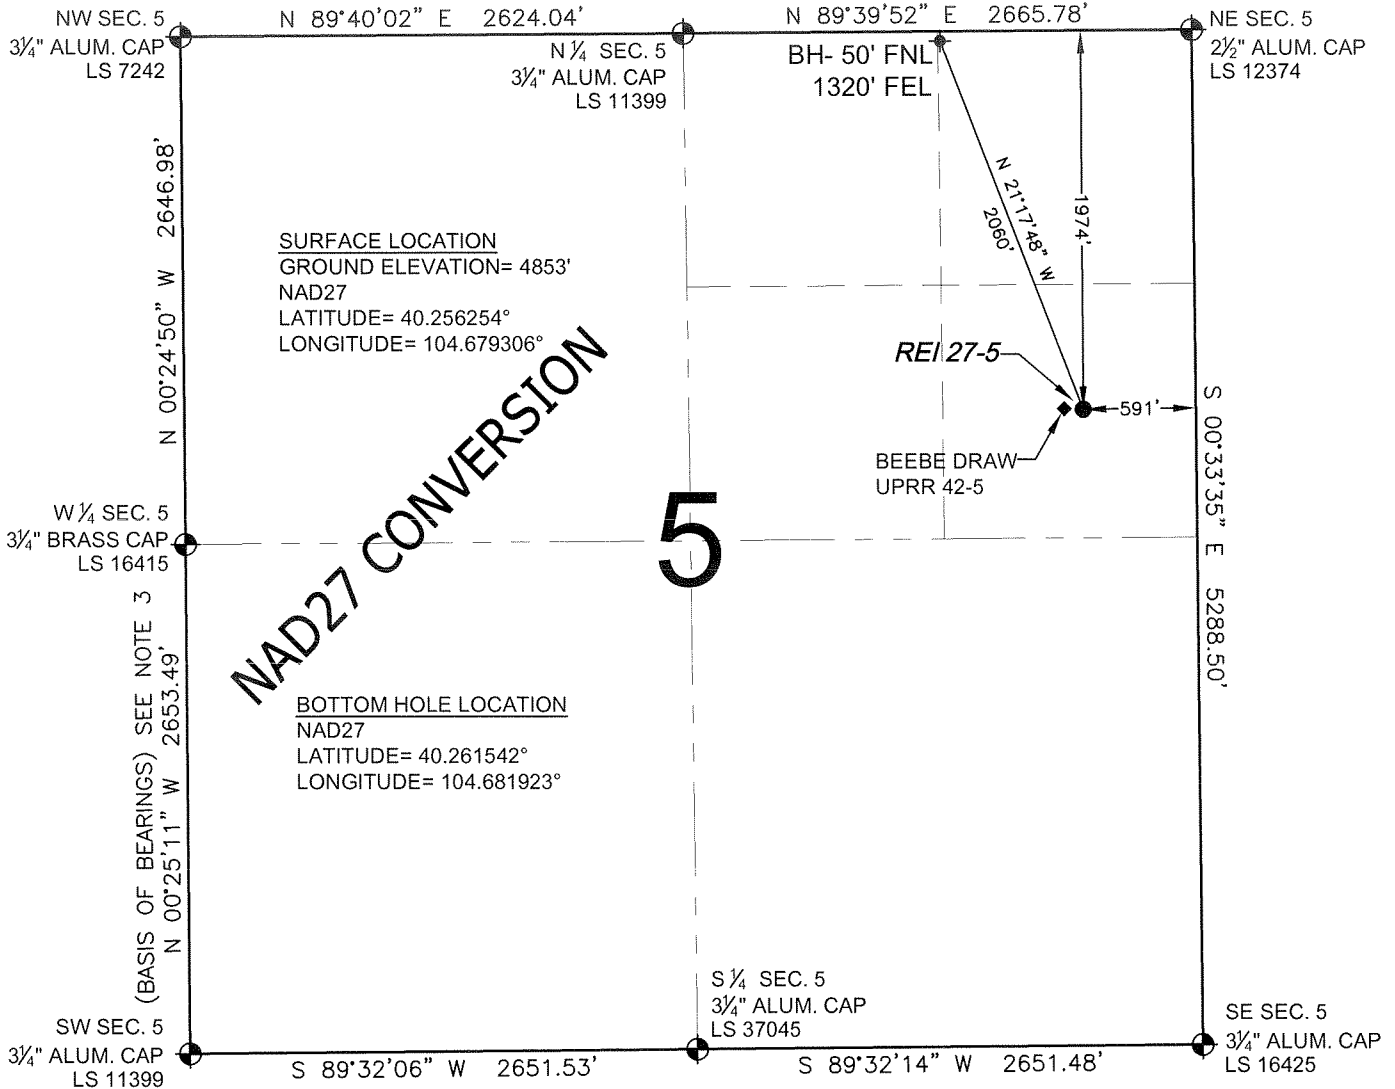 NW SEC. 5
3¼" ALUM. CAP
LS 7242
N 89°40'02" E 2624.04'
N ¼ SEC. 5
3¼" ALUM. CAP
LS 11399
N 89°39'52" E 2665.78'
BH- 50' FNL
1320' FEL
NE SEC. 5
2½" ALUM. CAP
LS 12374
N 00°24'50" W 2646.98'
SURFACE LOCATION
GROUND ELEVATION= 4853'
NAD27
LATITUDE= 40.256254°
LONGITUDE= 104.679306°
N 21°17'48" W
2060'
1974'
REI 27-5
591'
BEEBE DRAW
UPRR 42-5
S 00°33'35" E 5288.50'
NAD27 CONVERSION
5
W ¼ SEC. 5
3¼" BRASS CAP
LS 16415
(BASIS OF BEARINGS) SEE NOTE 3
N 00°25'11" W 2653.49'
BOTTOM HOLE LOCATION
NAD27
LATITUDE= 40.261542°
LONGITUDE= 104.681923°
SW SEC. 5
3¼" ALUM. CAP
LS 11399
S 89°32'06" W 2651.53'
S ¼ SEC. 5
3¼" ALUM. CAP
LS 37045
S 89°32'14" W 2651.48'
SE SEC. 5
3¼" ALUM. CAP
LS 16425